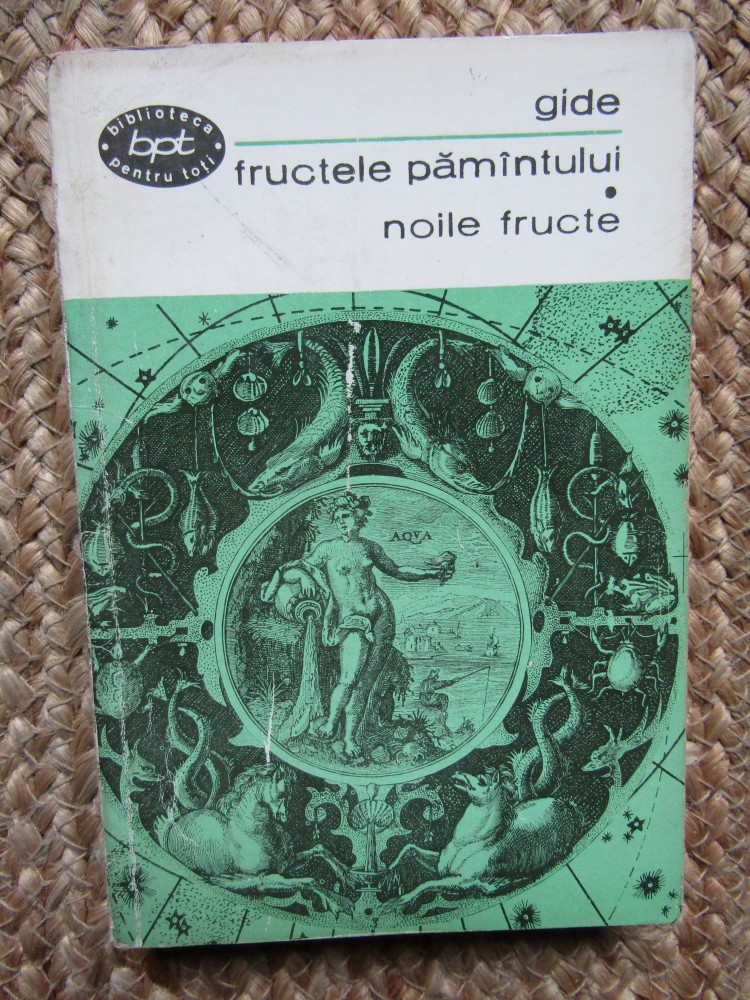 biblioteca
bpt
pentru toți
gide
fructele pămîntului
•
noile fructe
AQVA